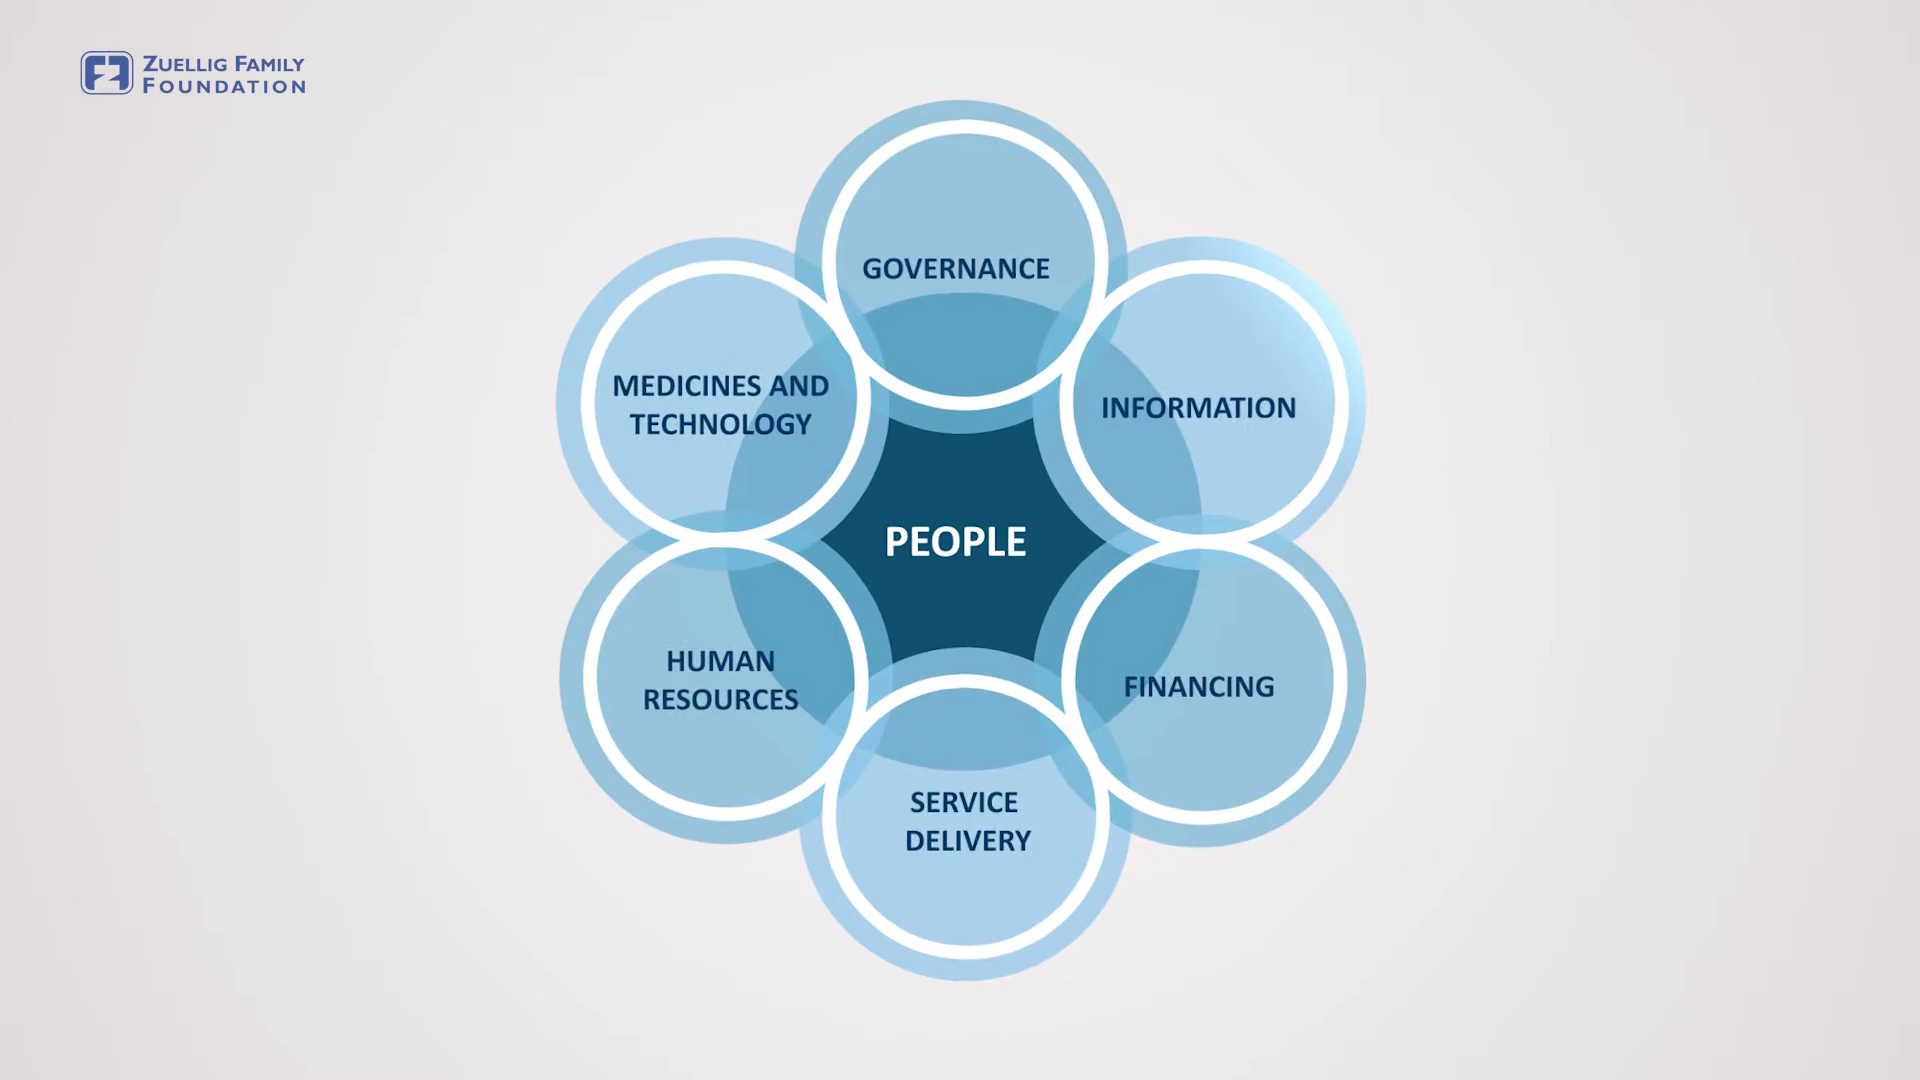 ZUELLIG FAMILY
FOUNDATION
GOVERNANCE
MEDICINES AND
TECHNOLOGY
INFORMATION
PEOPLE
HUMAN
RESOURCES
FINANCING
SERVICE
DELIVERY